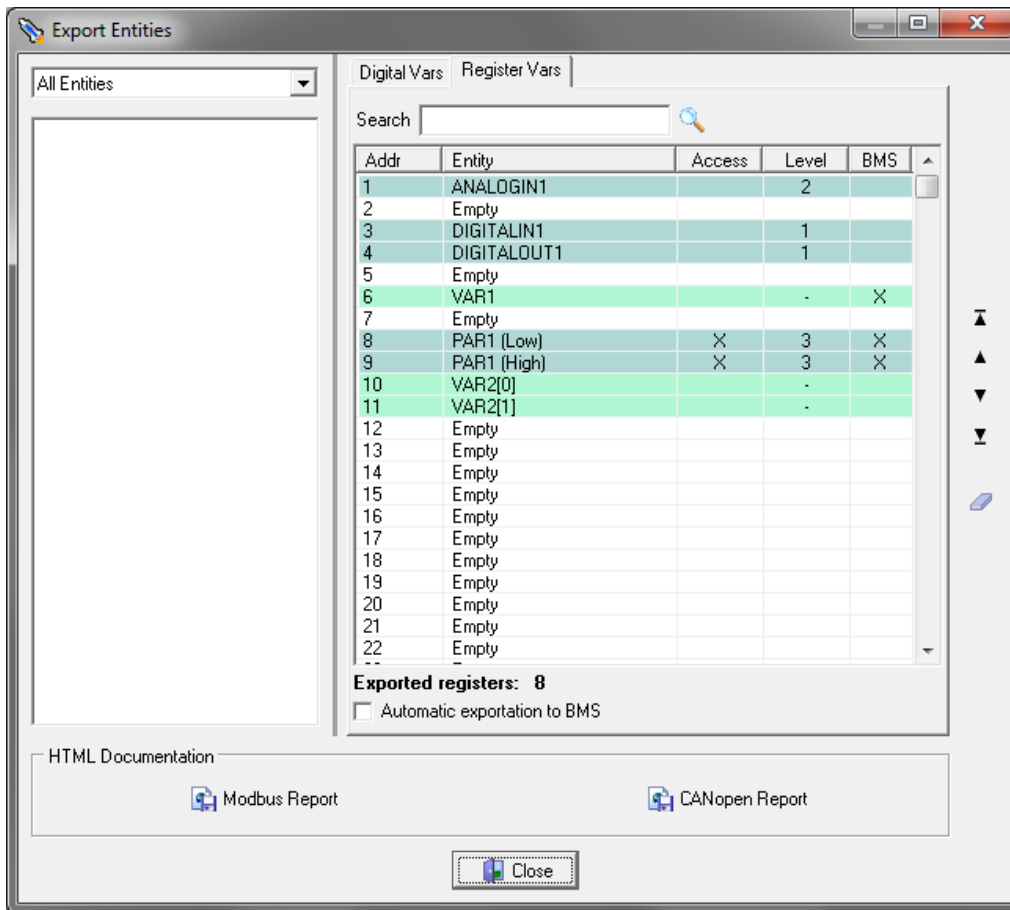 Export Entities
All Entities
Digital Vars Register Vars
Search
Addr Entity Access Level BMS
1 ANALOGIN1 2
2 Empty
3 DIGITALIN1 1
4 DIGITALOUT1 1
5 Empty
6 VAR1 - X
7 Empty
8 PAR1 (Low) X 3 X
9 PAR1 (High) X 3 X
10 VAR2[0] -
11 VAR2[1] -
12 Empty
13 Empty
14 Empty
15 Empty
16 Empty
17 Empty
18 Empty
19 Empty
20 Empty
21 Empty
22 Empty
Exported registers: 8
Automatic exportation to BMS
HTML Documentation
Modbus Report CANopen Report
Close